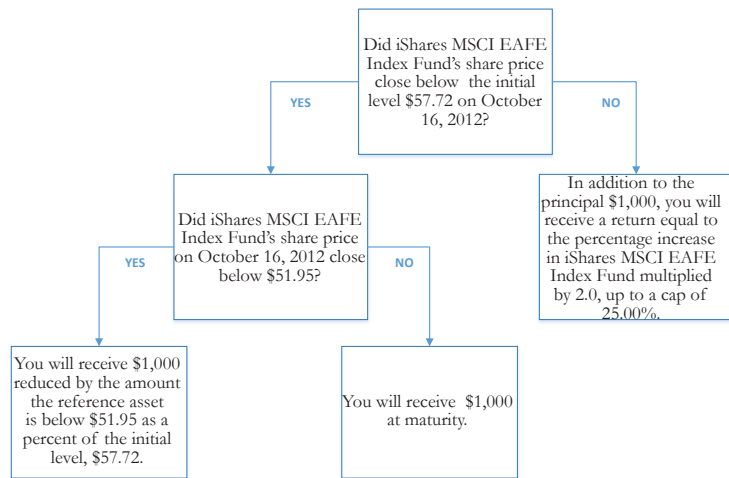 Did iShares MSCI EAFE
Index Fund's share price
close below the initial
level $57.72 on October
16, 2012?
YES
NO
Did iShares MSCI EAFE
Index Fund's share price
on October 16, 2012 close
below $51.95?
In addition to the
principal $1,000, you will
receive a return equal to
the percentage increase
in iShares MSCI EAFE
Index Fund multiplied
by 2.0, up to a cap of
25.00%.
YES
NO
You will receive $1,000
reduced by the amount
the reference asset
is below $51.95 as a
percent of the initial
level, $57.72.
You will receive $1,000
at maturity.